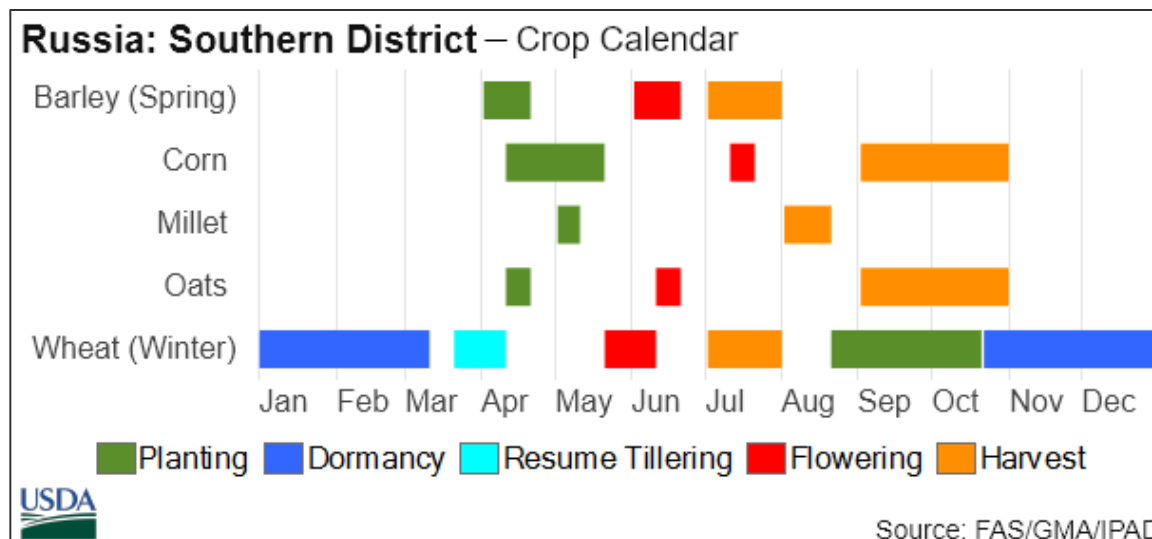 Russia: Southern District – Crop Calendar
Barley (Spring)
Corn
Millet
Oats
Wheat (Winter)
Jan Feb Mar Apr May Jun Jul Aug Sep Oct Nov Dec
Planting Dormancy Resume Tillering Flowering Harvest
USDA
Source: FAS/GMA/IPAD